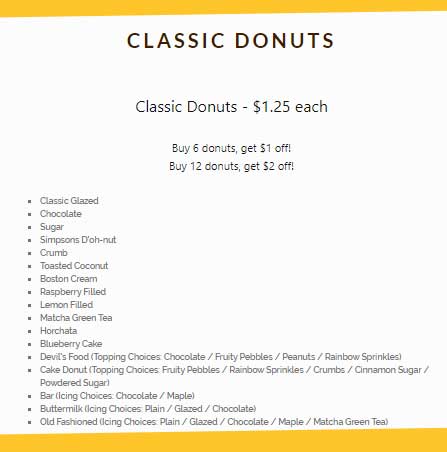 CLASSIC DONUTS
Classic Donuts - $1.25 each
Buy 6 donuts, get $1 off!
Buy 12 donuts, get $2 off!
Classic Glazed
Chocolate
Sugar
Simpsons D'oh-nut
Crumb
Toasted Coconut
Boston Cream
Raspberry Filled
Lemon Filled
Matcha Green Tea
Horchata
Blueberry Cake
Devil's Food (Topping Choices: Chocolate / Fruity Pebbles / Peanuts / Rainbow Sprinkles)
Cake Donut (Topping Choices: Fruity Pebbles / Rainbow Sprinkles / Crumbs / Cinnamon Sugar /
Powdered Sugar)
Bar (Icing Choices: Chocolate / Maple)
Buttermilk (Icing Choices: Plain / Glazed / Chocolate)
Old Fashioned (Icing Choices: Plain / Glazed / Chocolate / Maple / Matcha Green Tea)